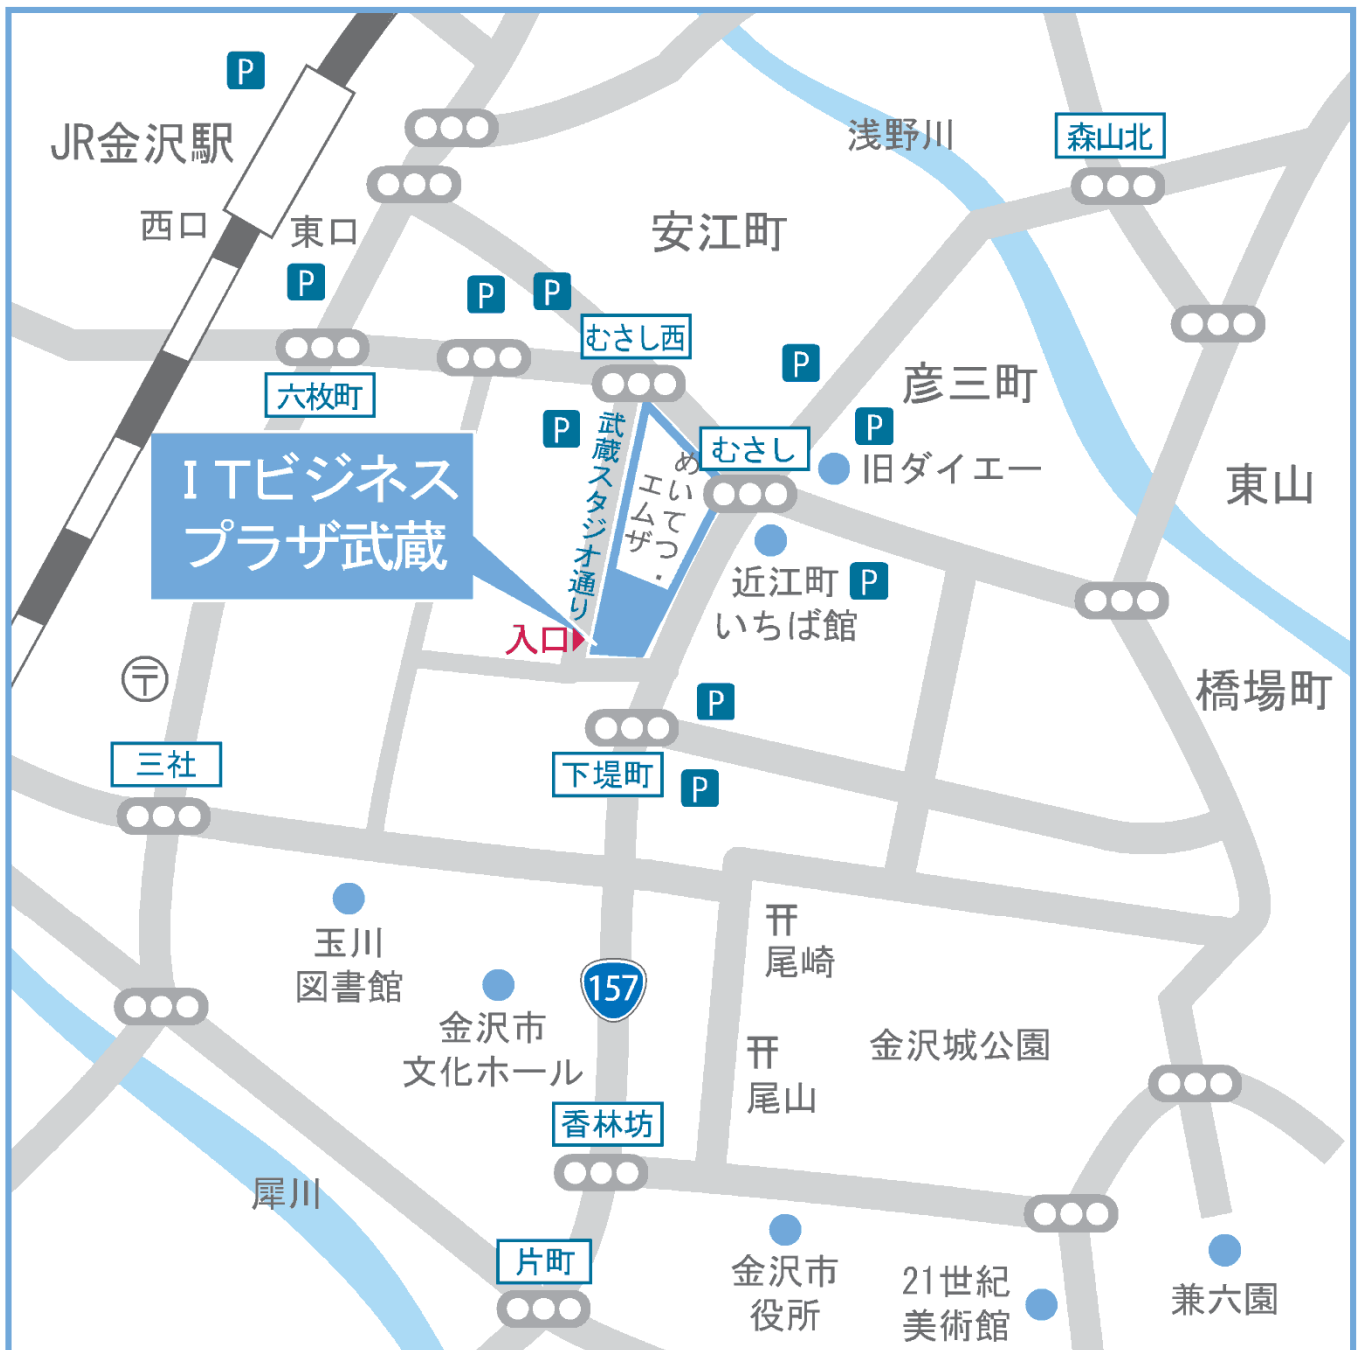 P
JR金沢駅
西口
東口
浅野川
森山北
安江町
P
P
P
むさし西
六枚町
P
彦三町
P
P
武蔵スタジオ通り
めいてつ・
エムザ
むさし
旧ダイエー
東山
ITビジネス
プラザ武蔵
近江町
いちば館
P
入口
〒
橋場町
P
三社
下堤町
P
玉川
図書館
尾崎
157
金沢市
文化ホール
金沢城公園
尾山
香林坊
犀川
片町
金沢市
役所
21世紀
美術館
兼六園